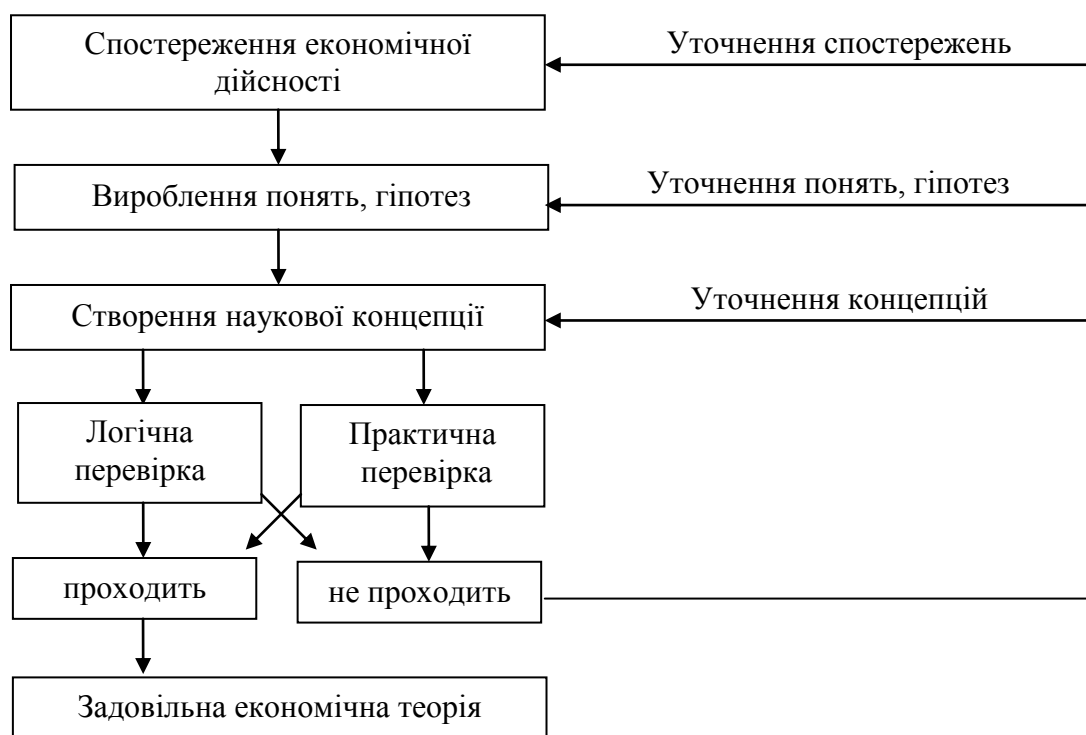 Спостереження економічної
дійсності
Уточнення спостережень
Вироблення понять, гіпотез
Уточнення понять, гіпотез
Створення наукової концепції
Уточнення концепцій
Логічна
перевірка
Практична
перевірка
проходить
не проходить
Задовільна економічна теорія